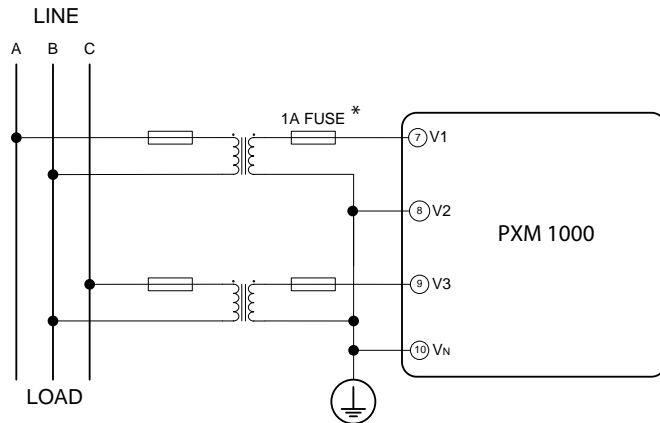 LINE
A B C
1A FUSE *
7 V1
8 V2
PXM 1000
9 V3
10 VN
LOAD